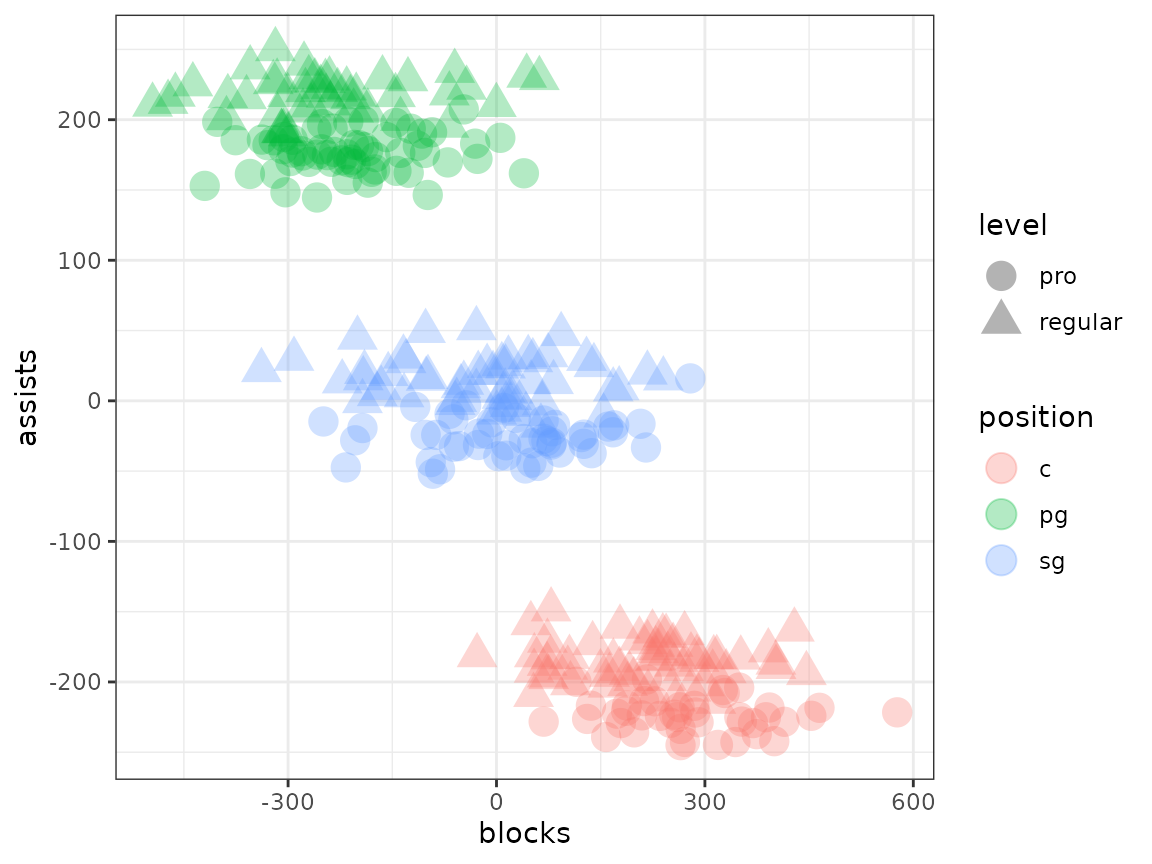 200
100
0
-100
-200
assists
-300 0 300 600
blocks
level
pro
regular
position
c
pg
sg